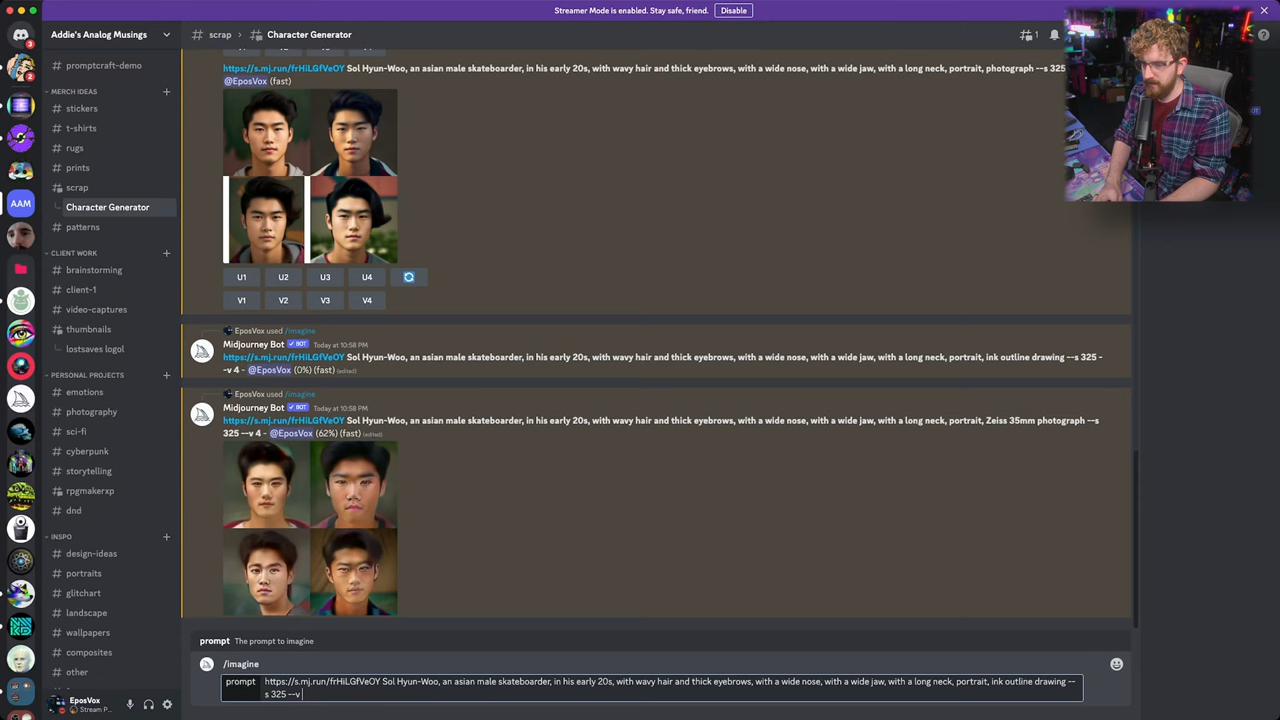 Streamer Mode is enabled. Stay safe, friend. Disable
Addie's Analog Musings
scrap
Character Generator
1
promptcraft-demo
MERCH IDEAS
stickers
t-shirts
rugs
prints
scrap
Character Generator
patterns
CLIENT WORK
brainstorming
client-1
video-captures
thumbnails
lostsaves logol
PERSONAL PROJECTS
emotions
photography
sci-fi
cyberpunk
storytelling
rpgmakerxp
dnd
INSPO
design-ideas
portraits
glitchart
landscape
wallpapers
composites
other
EposVox
Stream P...
3
2
AAM
https://s.mj.run/frHiLGfVeOY Sol Hyun-Woo, an asian male skateboarder, in his early 20s, with wavy hair and thick eyebrows, with a wide nose, with a wide jaw, with a long neck, portrait, photograph --s 325
@EposVox (fast)
U1 U2 U3 U4
V1 V2 V3 V4
EposVox used /imagine
Midjourney Bot BOT Today at 10:58 PM
https://s.mj.run/frHiLGfVeOY Sol Hyun-Woo, an asian male skateboarder, in his early 20s, with wavy hair and thick eyebrows, with a wide nose, with a wide jaw, with a long neck, portrait, ink outline drawing --s 325 -
-v 4 - @EposVox (0%) (fast) (edited)
EposVox used /imagine
Midjourney Bot BOT Today at 10:58 PM
https://s.mj.run/frHiLGfVeOY Sol Hyun-Woo, an asian male skateboarder, in his early 20s, with wavy hair and thick eyebrows, with a wide nose, with a wide jaw, with a long neck, portrait, Zeiss 35mm photograph --s
325 --v 4 - @EposVox (62%) (fast) (edited)
prompt The prompt to imagine
/imagine
prompt https://s.mj.run/frHiLGfVeOY Sol Hyun-Woo, an asian male skateboarder, in his early 20s, with wavy hair and thick eyebrows, with a wide nose, with a wide jaw, with a long neck, portrait, ink outline drawing --
s 325 --v